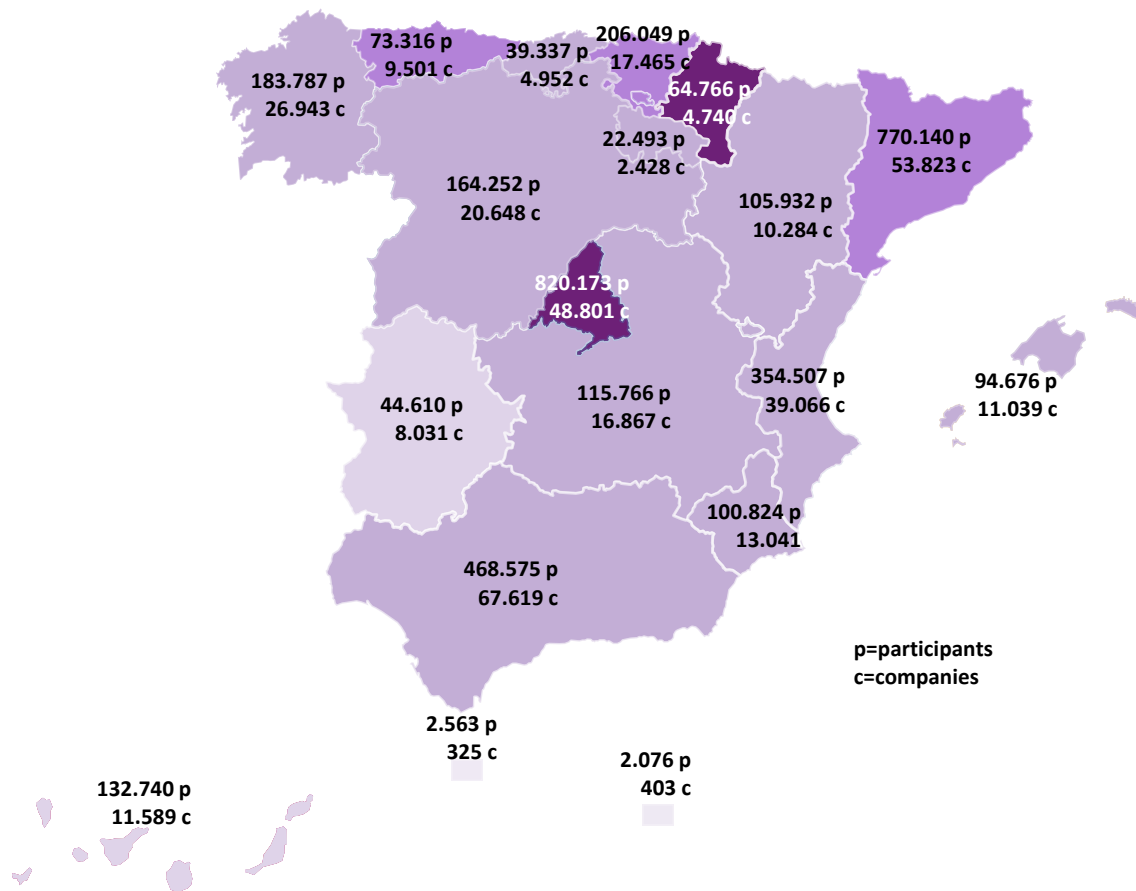 73.316 p
9.501 c
39.337 p
4.952 c
206.049 p
17.465 c
183.787 p
26.943 c
64.766 p
4.740 c
22.493 p
2.428 c
770.140 p
53.823 c
164.252 p
20.648 c
105.932 p
10.284 c
820.173 p
48.801 c
354.507 p
39.066 c
94.676 p
11.039 c
44.610 p
8.031 c
115.766 p
16.867 c
100.824 p
13.041
468.575 p
67.619 c
p=participants
c=companies
2.563 p
325 c
2.076 p
403 c
132.740 p
11.589 c